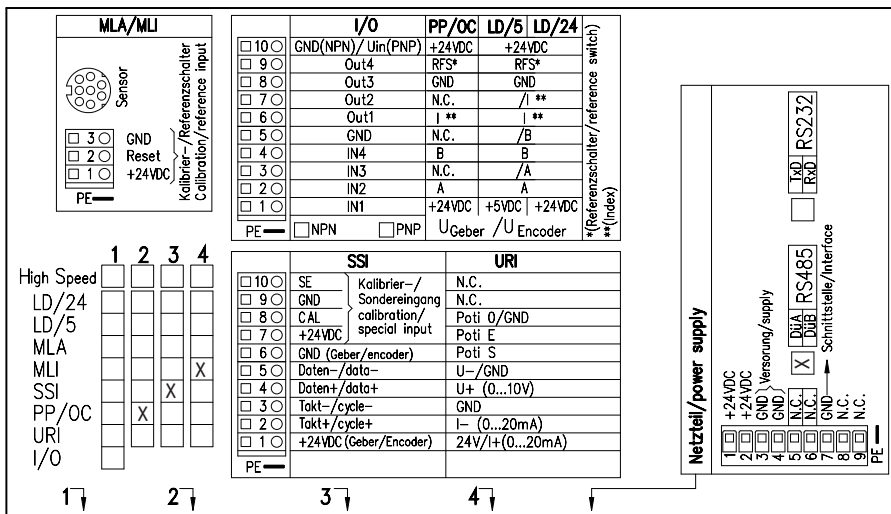 MLA/MLI
Sensor
3 GND
2 Reset
1 +24VDC
PE
Kalibrier-/Referenzschalter
Calibration/reference input
I/O PP/OC LD/5 LD/24
10 GND(NPN)/ Uin(PNP) +24VDC +24VDC
9 Out4 RFS* RFS*
8 Out3 GND GND
7 Out2 N.C. /I **
6 Out1 I ** I **
5 GND N.C. /B
4 IN4 B B
3 IN3 N.C. /A
2 IN2 A A
1 IN1 +24VDC +5VDC +24VDC
PE NPN PNP UGeber /UEncoder
*(Referenzschalter/reference switch)
**(Index)
1 2 3 4
High Speed
LD/24
LD/5
MLA
MLI X
SSI X
PP/OC X
URI
I/O
SSI URI
10 SE N.C.
9 GND N.C.
8 CAL Poti 0/GND
7 +24VDC Poti E
Kalibrier-/
Sondereingang
calibration/
special input
6 GND (Geber/encoder) Poti S
5 Daten-/data- U-/GND
4 Daten+/data+ U+ (0...10V)
3 Takt-/cycle- GND
2 Takt+/cycle+ I- (0...20mA)
1 +24VDC (Geber/Encoder) 24V/I+(0...20mA)
PE
Netzteil/power supply
1 +24VDC
2 +24VDC
3 GND
4 GND
Versorung/supply
5 N.C. X DüA
6 N.C. DüB
RS485
TxD
RxD
RS232
7 GND Schnittstelle/Interface
8 N.C.
9 N.C.
PE
1 2 3 4